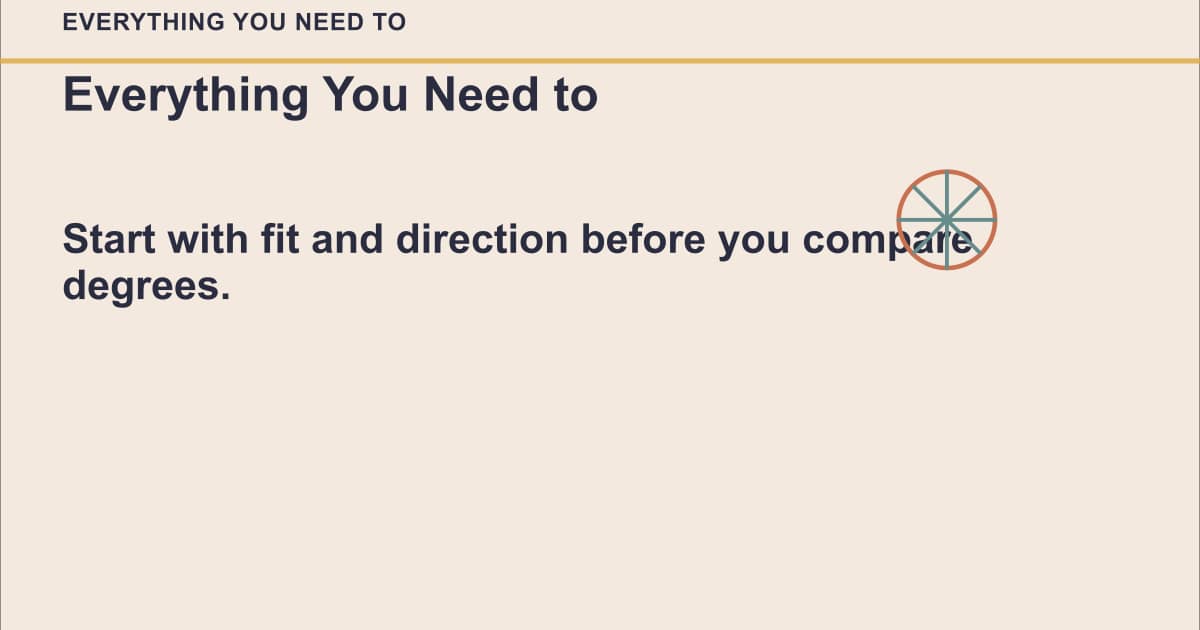 EVERYTHING YOU NEED TO
Everything You Need to
Start with fit and direction before you compare
degrees.